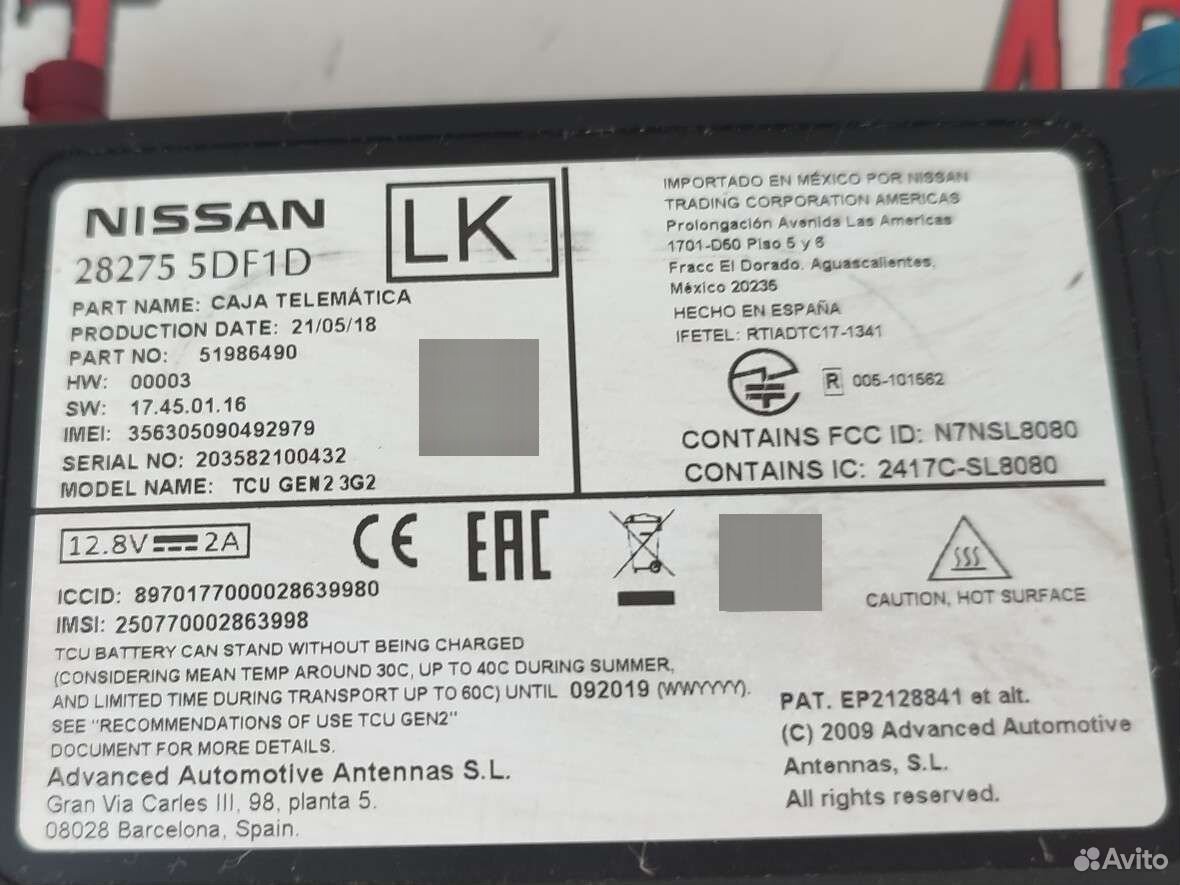 NISSAN
28275 5DF1D
LK
PART NAME: CAJA TELEMÁTICA
PRODUCTION DATE: 21/05/18
PART NO: 51986490
HW: 00003
SW: 17.45.01.16
IMEI: 356305090492979
SERIAL NO: 203582100432
MODEL NAME: TCU GEN2 3G2
IMPORTADO EN MÉXICO POR NISSAN
TRADING CORPORATION AMERICAS
Prolongación Avenida Las Americas
1701-D60 Piso 5 y 6
Fracc El Dorado, Aguascalientes,
México 20235
HECHO EN ESPAÑA
IFETEL: RTIADTC17-1341
R 005-101562
CONTAINS FCC ID: N7NSL8080
CONTAINS IC: 2417C-SL8080
12.8V 2A
CE
EAC
CAUTION, HOT SURFACE
ICCID: 8970177000028639980
IMSI: 250770002863998
TCU BATTERY CAN STAND WITHOUT BEING CHARGED
(CONSIDERING MEAN TEMP AROUND 30C, UP TO 40C DURING SUMMER,
AND LIMITED TIME DURING TRANSPORT UP TO 60C) UNTIL 092019 (WWYYYY).
SEE "RECOMMENDATIONS OF USE TCU GEN2"
DOCUMENT FOR MORE DETAILS.
Advanced Automotive Antennas S.L.
Gran Via Carles III, 98, planta 5.
08028 Barcelona, Spain.
PAT. EP2128841 et alt.
(C) 2009 Advanced Automotive
Antennas, S.L.
All rights reserved.
Avito